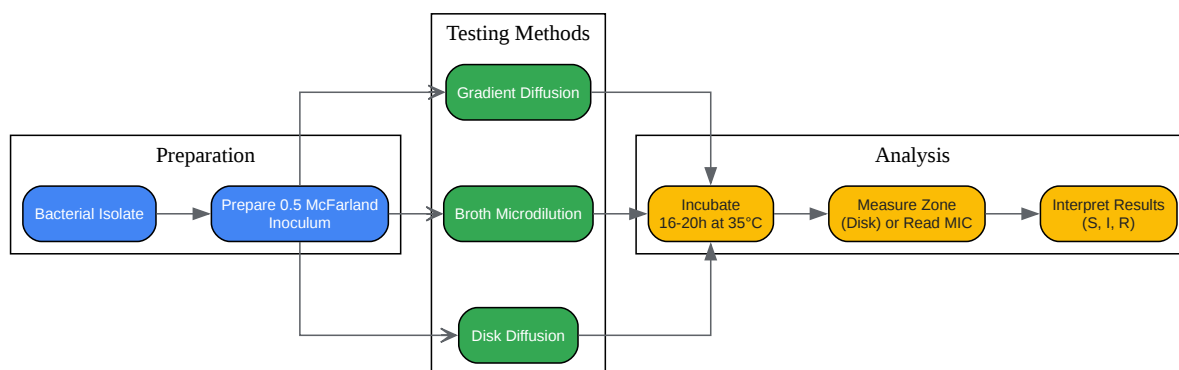 Testing Methods
Gradient Diffusion
Preparation
Analysis
Bacterial Isolate
Prepare 0.5 McFarland
Inoculum
Broth Microdilution
Incubate
16-20h at 35°C
Measure Zone
(Disk) or Read MIC
Interpret Results
(S, I, R)
Disk Diffusion